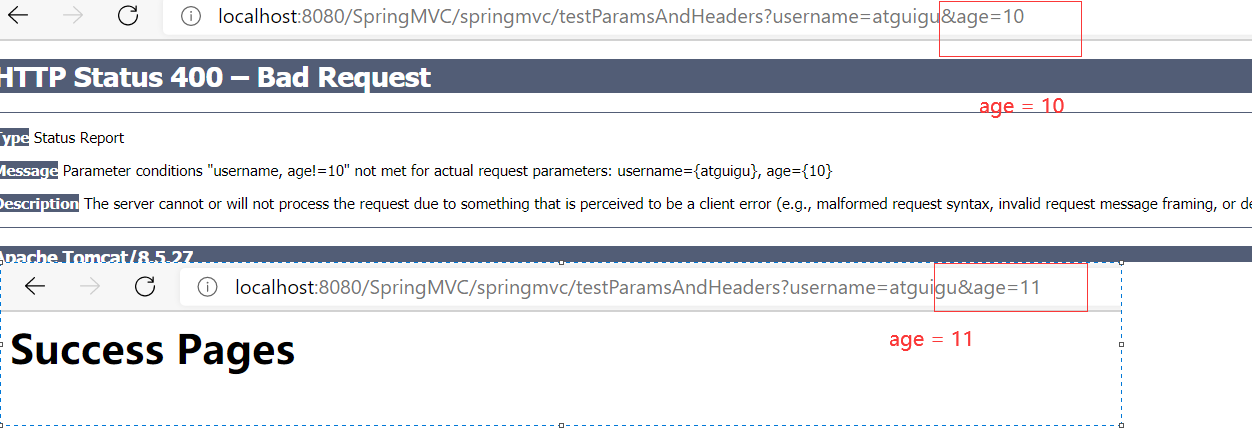 localhost:8080/SpringMVC/springmvc/testParamsAndHeaders?username=atguigu&age=10
HTTP Status 400 – Bad Request
age = 10
Type Status Report
Message Parameter conditions "username, age!=10" not met for actual request parameters: username={atguigu}, age={10}
Description The server cannot or will not process the request due to something that is perceived to be a client error (e.g., malformed request syntax, invalid request message framing, or de
Apache Tomcat/8.5.27
localhost:8080/SpringMVC/springmvc/testParamsAndHeaders?username=atguigu&age=11
Success Pages
age = 11